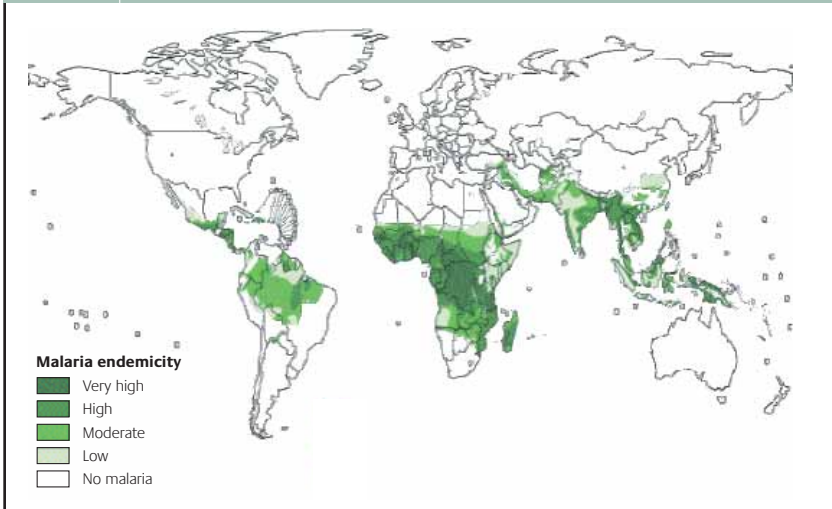 Malaria endemicity
Very high
High
Moderate
Low
No malaria